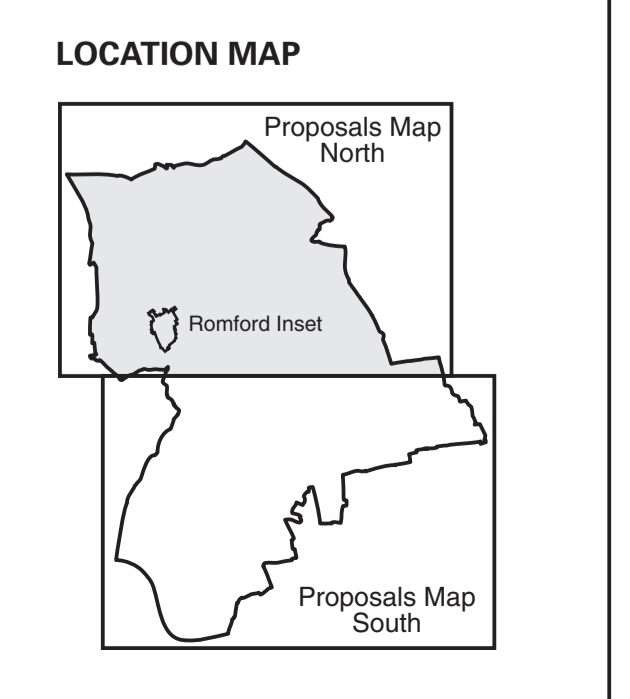 LOCATION MAP
Proposals Map
North
Romford Inset
Proposals Map
South